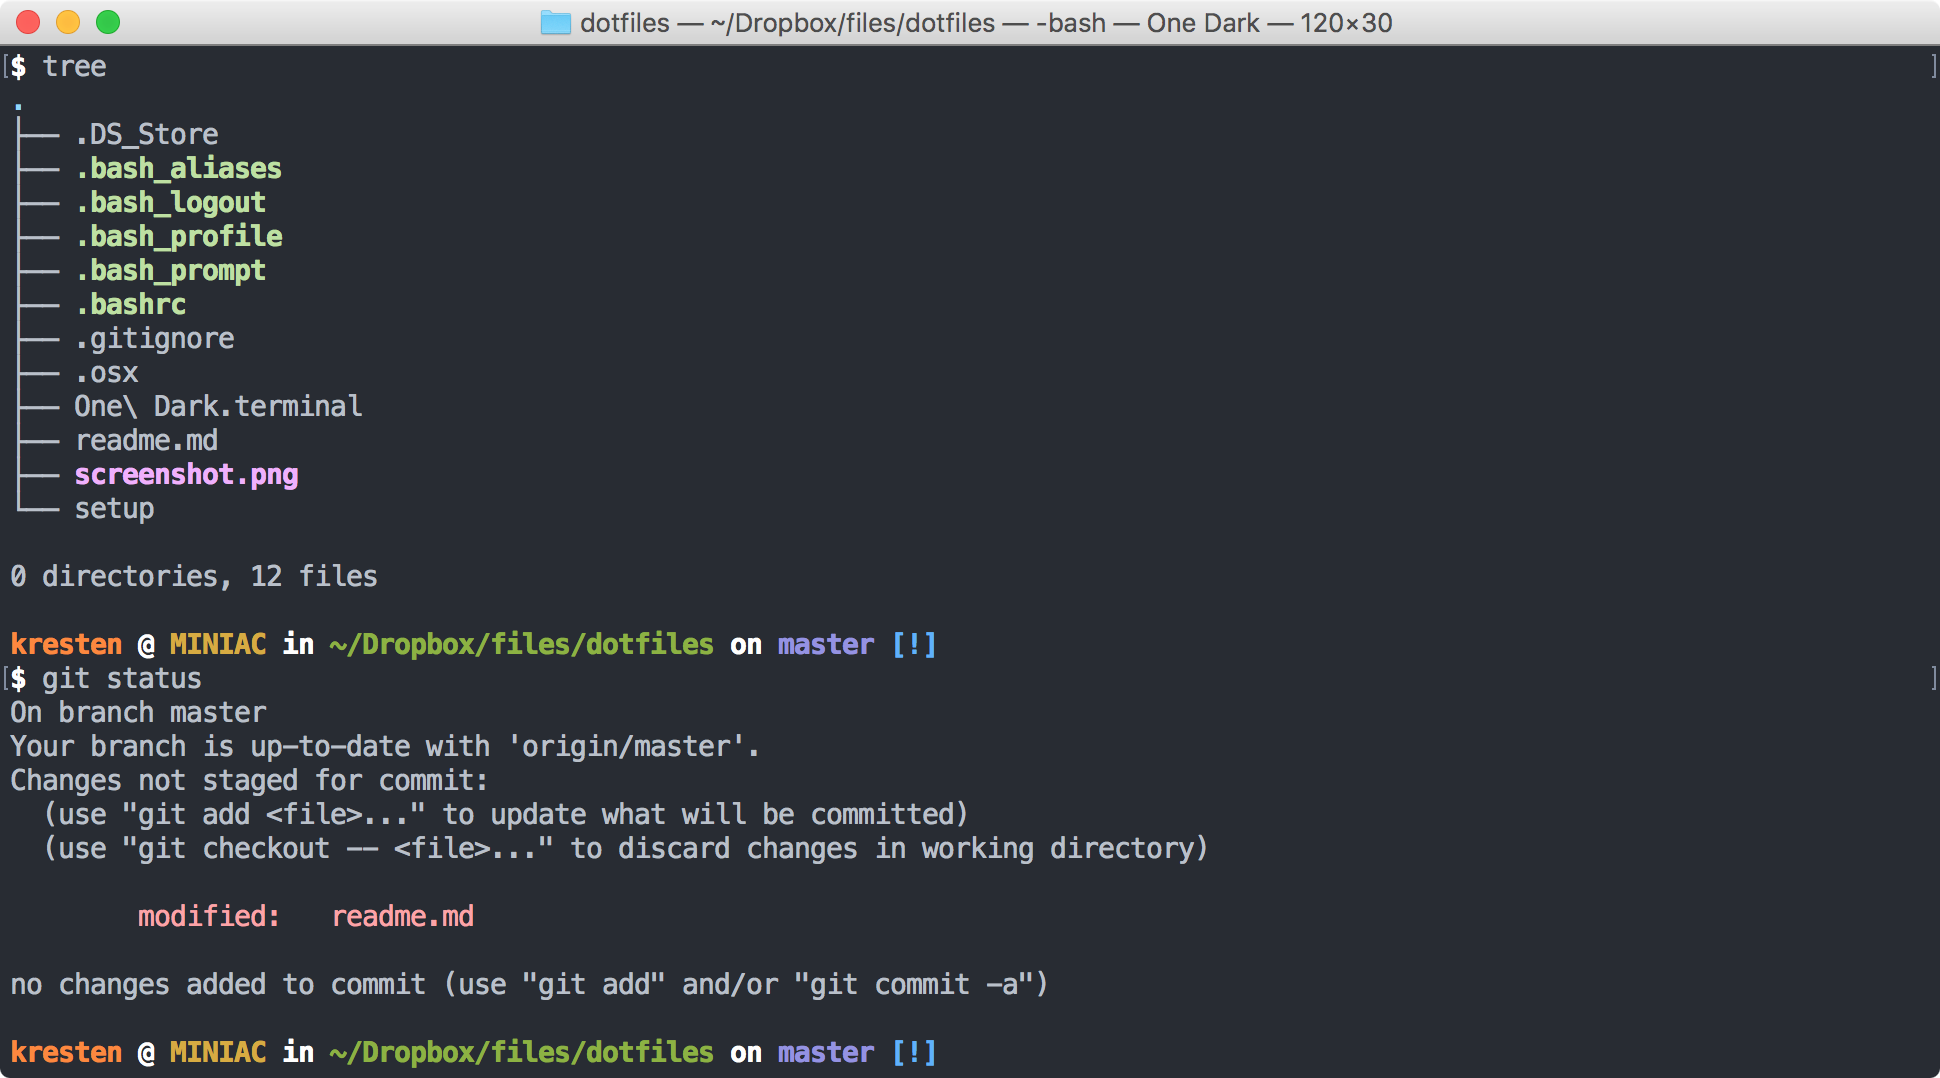 dotfiles — ~/Dropbox/files/dotfiles — -bash — One Dark — 120×30
[$ tree ]
.
├── .DS_Store
├── .bash_aliases
├── .bash_logout
├── .bash_profile
├── .bash_prompt
├── .bashrc
├── .gitignore
├── .osx
├── One\ Dark.terminal
├── readme.md
├── screenshot.png
└── setup
0 directories, 12 files
kresten @ MINIAC in ~/Dropbox/files/dotfiles on master [!]
[$ git status ]
On branch master
Your branch is up-to-date with 'origin/master'.
Changes not staged for commit:
  (use "git add <file>..." to update what will be committed)
  (use "git checkout -- <file>..." to discard changes in working directory)
        modified:   readme.md
no changes added to commit (use "git add" and/or "git commit -a")
kresten @ MINIAC in ~/Dropbox/files/dotfiles on master [!]